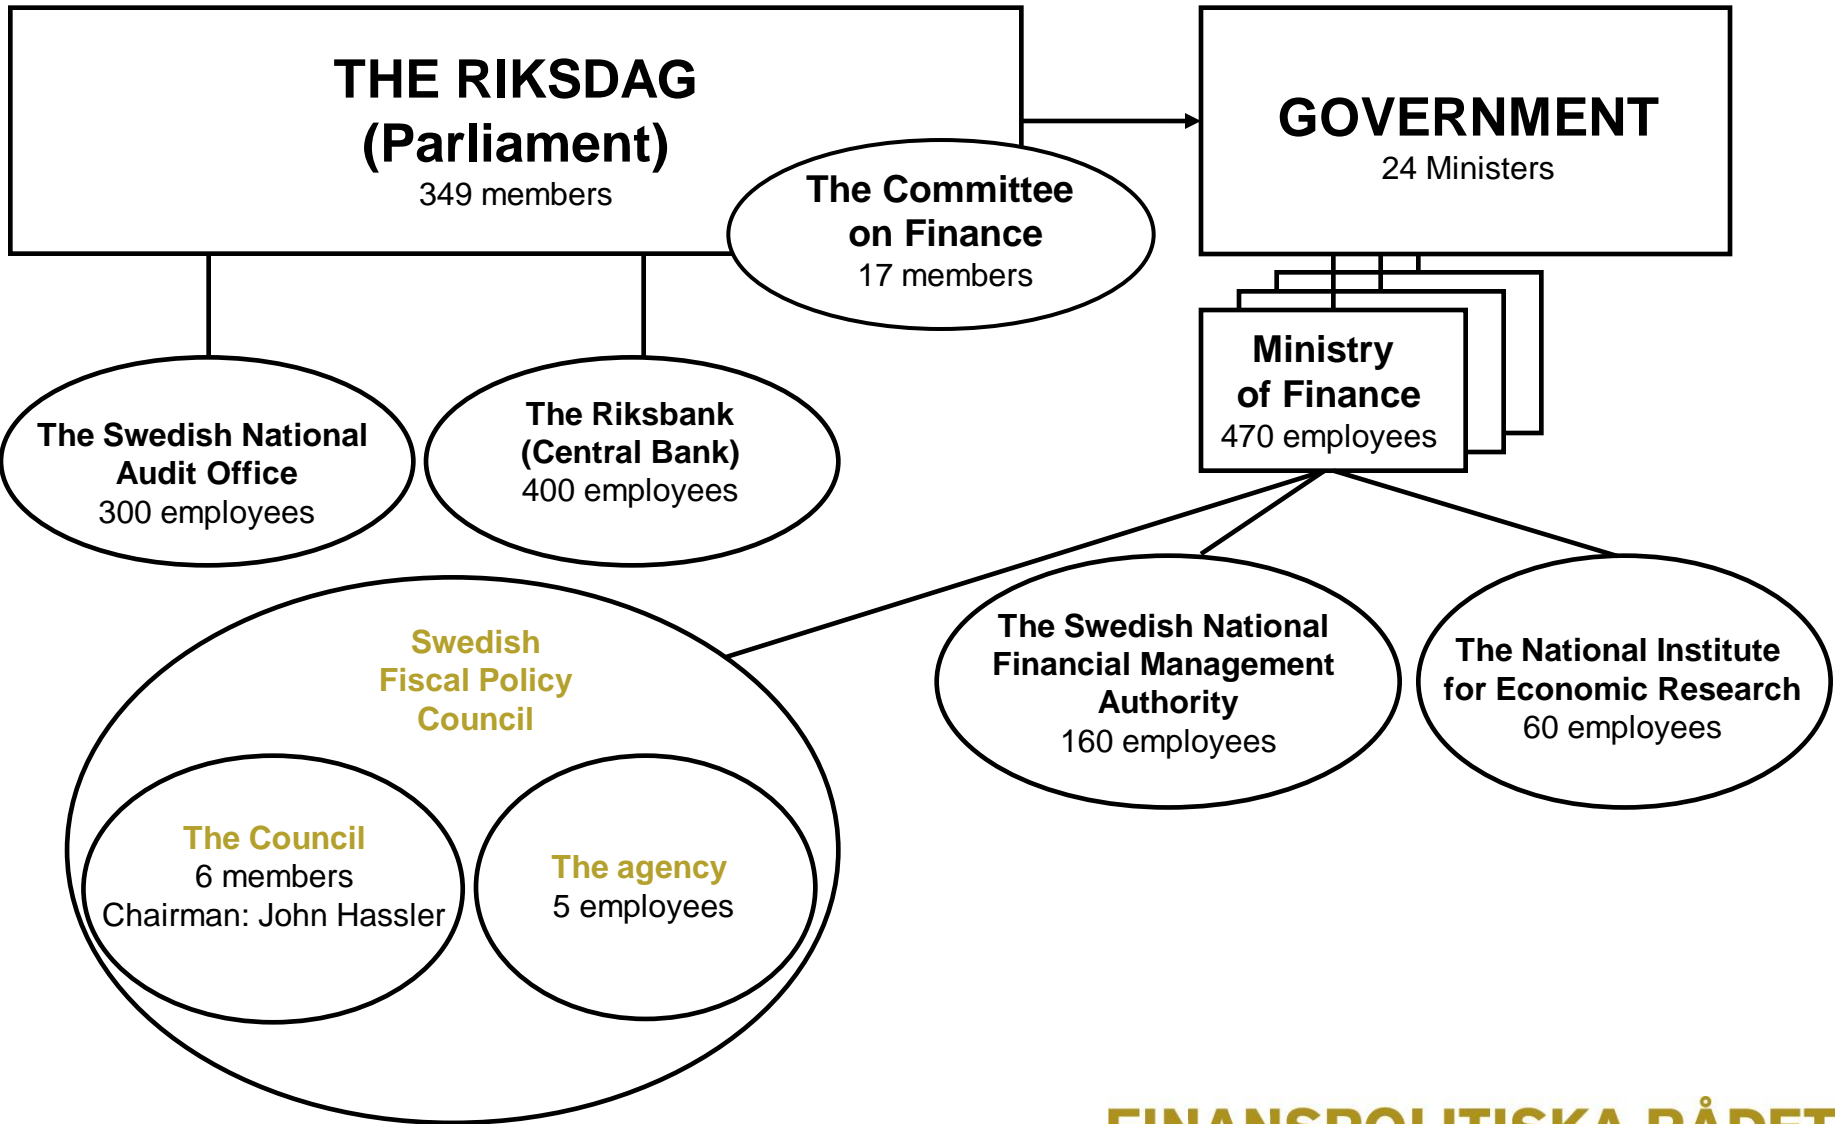 THE RIKSDAG
(Parliament)
349 members
GOVERNMENT
24 Ministers
The Committee
on Finance
17 members
Ministry
of Finance
470 employees
The Swedish National
Audit Office
300 employees
The Riksbank
(Central Bank)
400 employees
Swedish
Fiscal Policy
Council
The Council
6 members
Chairman: John Hassler
The agency
5 employees
The Swedish National
Financial Management
Authority
160 employees
The National Institute
for Economic Research
60 employees
FINANSPOLITISKA RÅDET